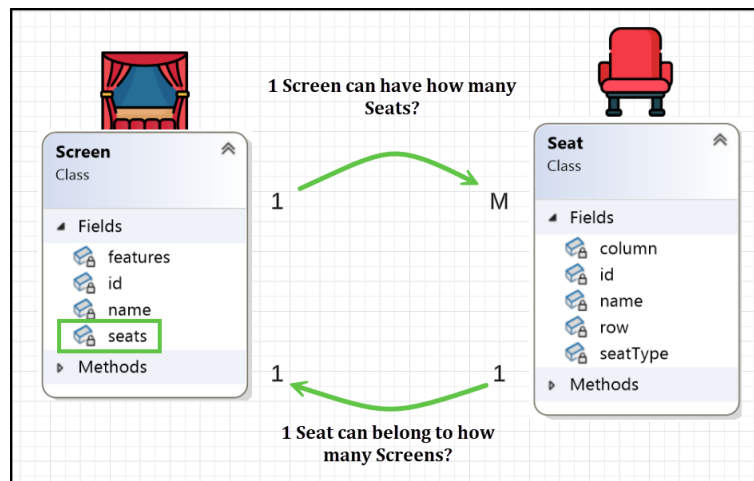 1 Screen can have how many
Seats?
Screen
Class
Fields
features
id
name
seats
Methods
1
M
Seat
Class
Fields
column
id
name
row
seatType
Methods
1
1
1 Seat can belong to how
many Screens?